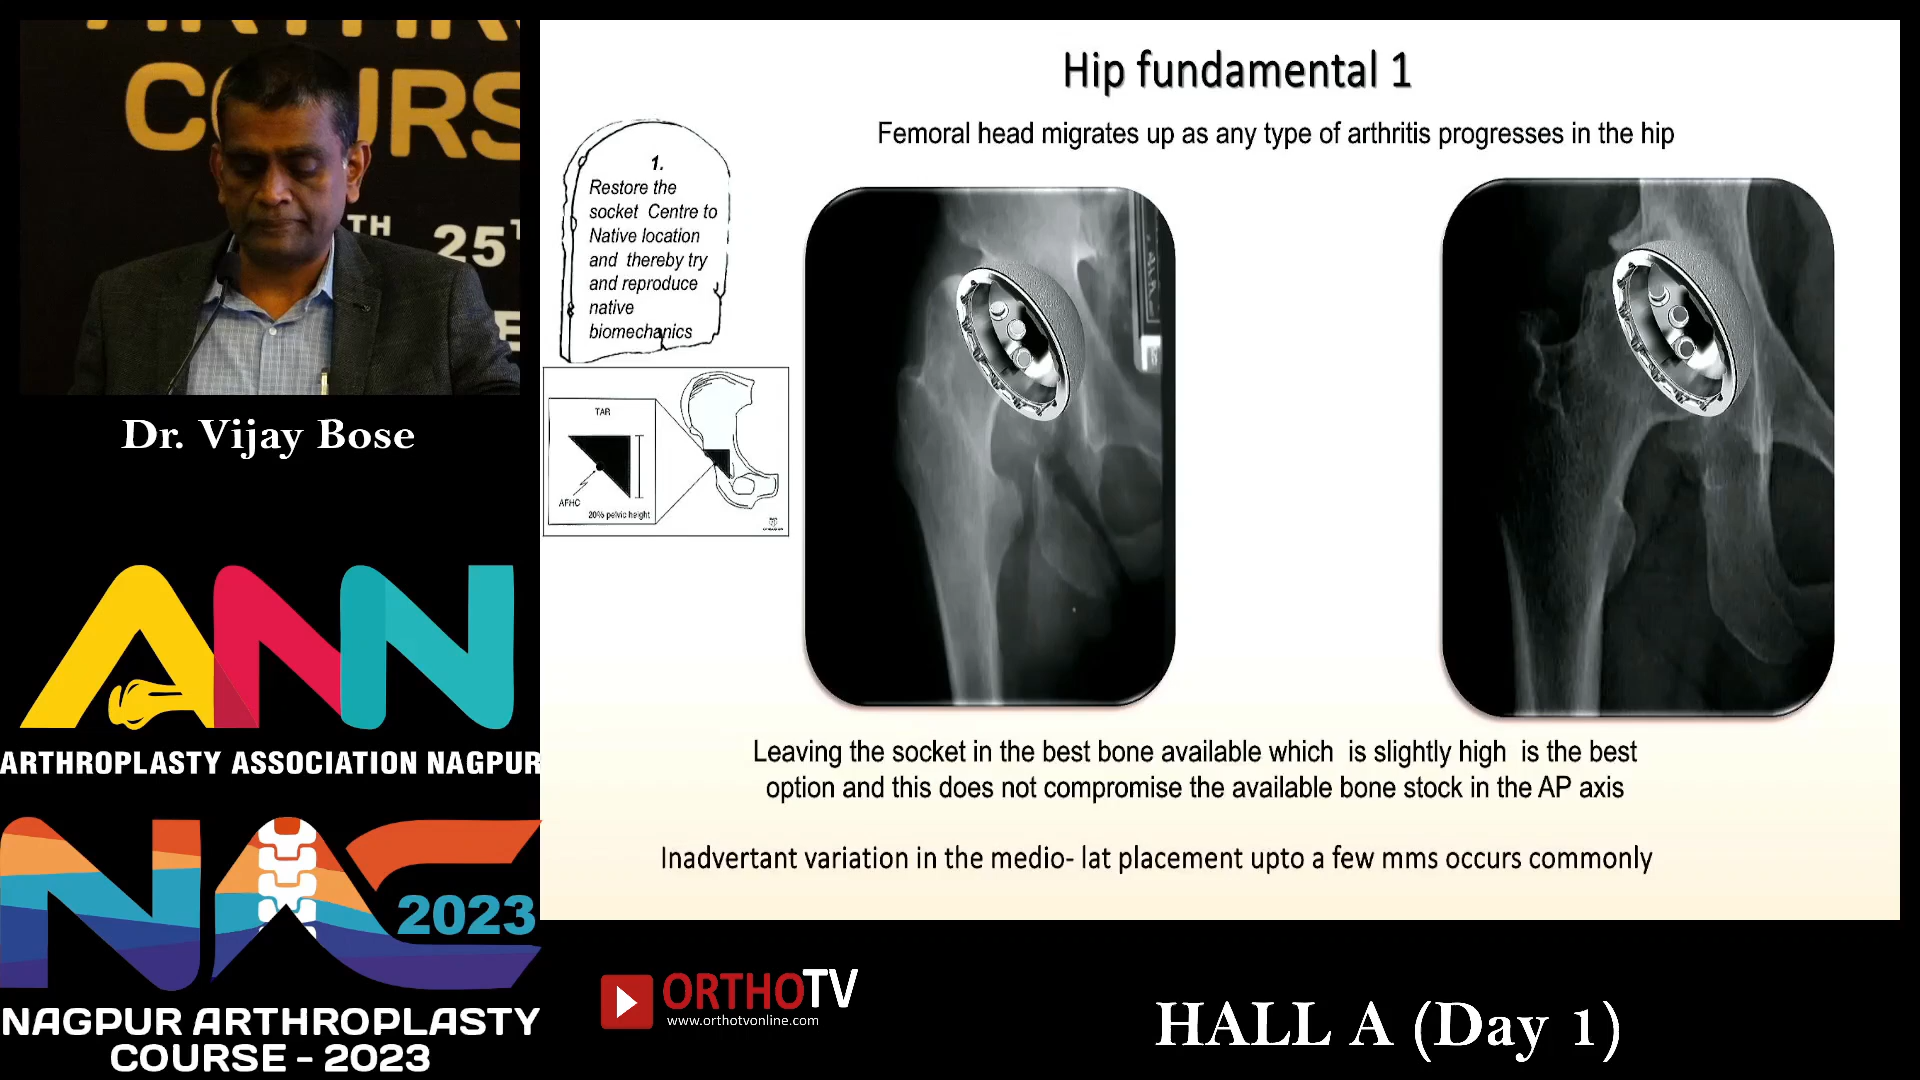 ARTHR
COURS
TH
25T
E
Dr. Vijay Bose
ANN
ARTHROPLASTY ASSOCIATION NAGPUR
NAC
2023
NAGPUR ARTHROPLASTY
COURSE - 2023
Hip fundamental 1
Femoral head migrates up as any type of arthritis progresses in the hip
1.
Restore the
socket Centre to
Native location
and thereby try
and reproduce
native
biomechanics
TAR
AFHC
20% pelvic height
Leaving the socket in the best bone available which is slightly high is the best
option and this does not compromise the available bone stock in the AP axis
Inadvertant variation in the medio- lat placement upto a few mms occurs commonly
ORTHOTV
www.orthotvonline.com
HALL A (Day 1)